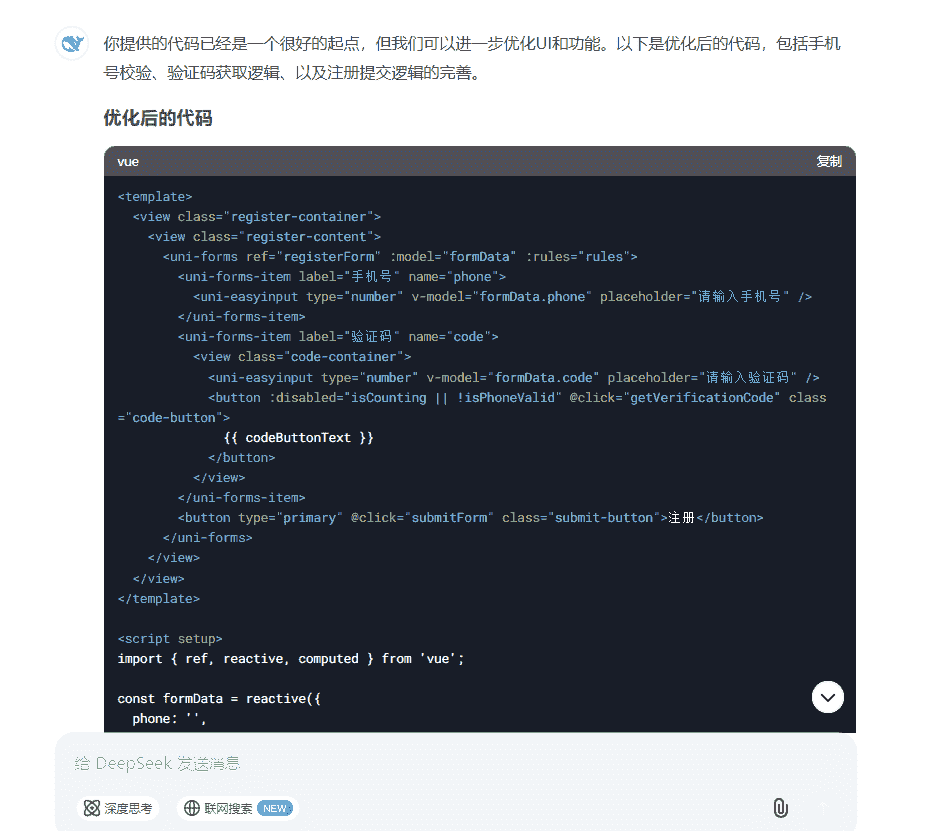 你提供的代码已经是一个很好的起点，但我们可以进一步优化UI和功能。以下是优化后的代码，包括手机
号校验、验证码获取逻辑、以及注册提交逻辑的完善。
优化后的代码
vue 复制
<template>
  <view class="register-container">
    <view class="register-content">
      <uni-forms ref="registerForm" :model="formData" :rules="rules">
        <uni-forms-item label="手机号" name="phone">
          <uni-easyinput type="number" v-model="formData.phone" placeholder="请输入手机号" />
        </uni-forms-item>
        <uni-forms-item label="验证码" name="code">
          <view class="code-container">
            <uni-easyinput type="number" v-model="formData.code" placeholder="请输入验证码" />
            <button :disabled="isCounting || !isPhoneValid" @click="getVerificationCode" class
="code-button">
              {{ codeButtonText }}
            </button>
          </view>
        </uni-forms-item>
        <button type="primary" @click="submitForm" class="submit-button">注册</button>
      </uni-forms>
    </view>
  </view>
</template>
<script setup>
import { ref, reactive, computed } from 'vue';
const formData = reactive({
  phone: '',
给 DeepSeek 发送消息
深度思考 联网搜索 NEW